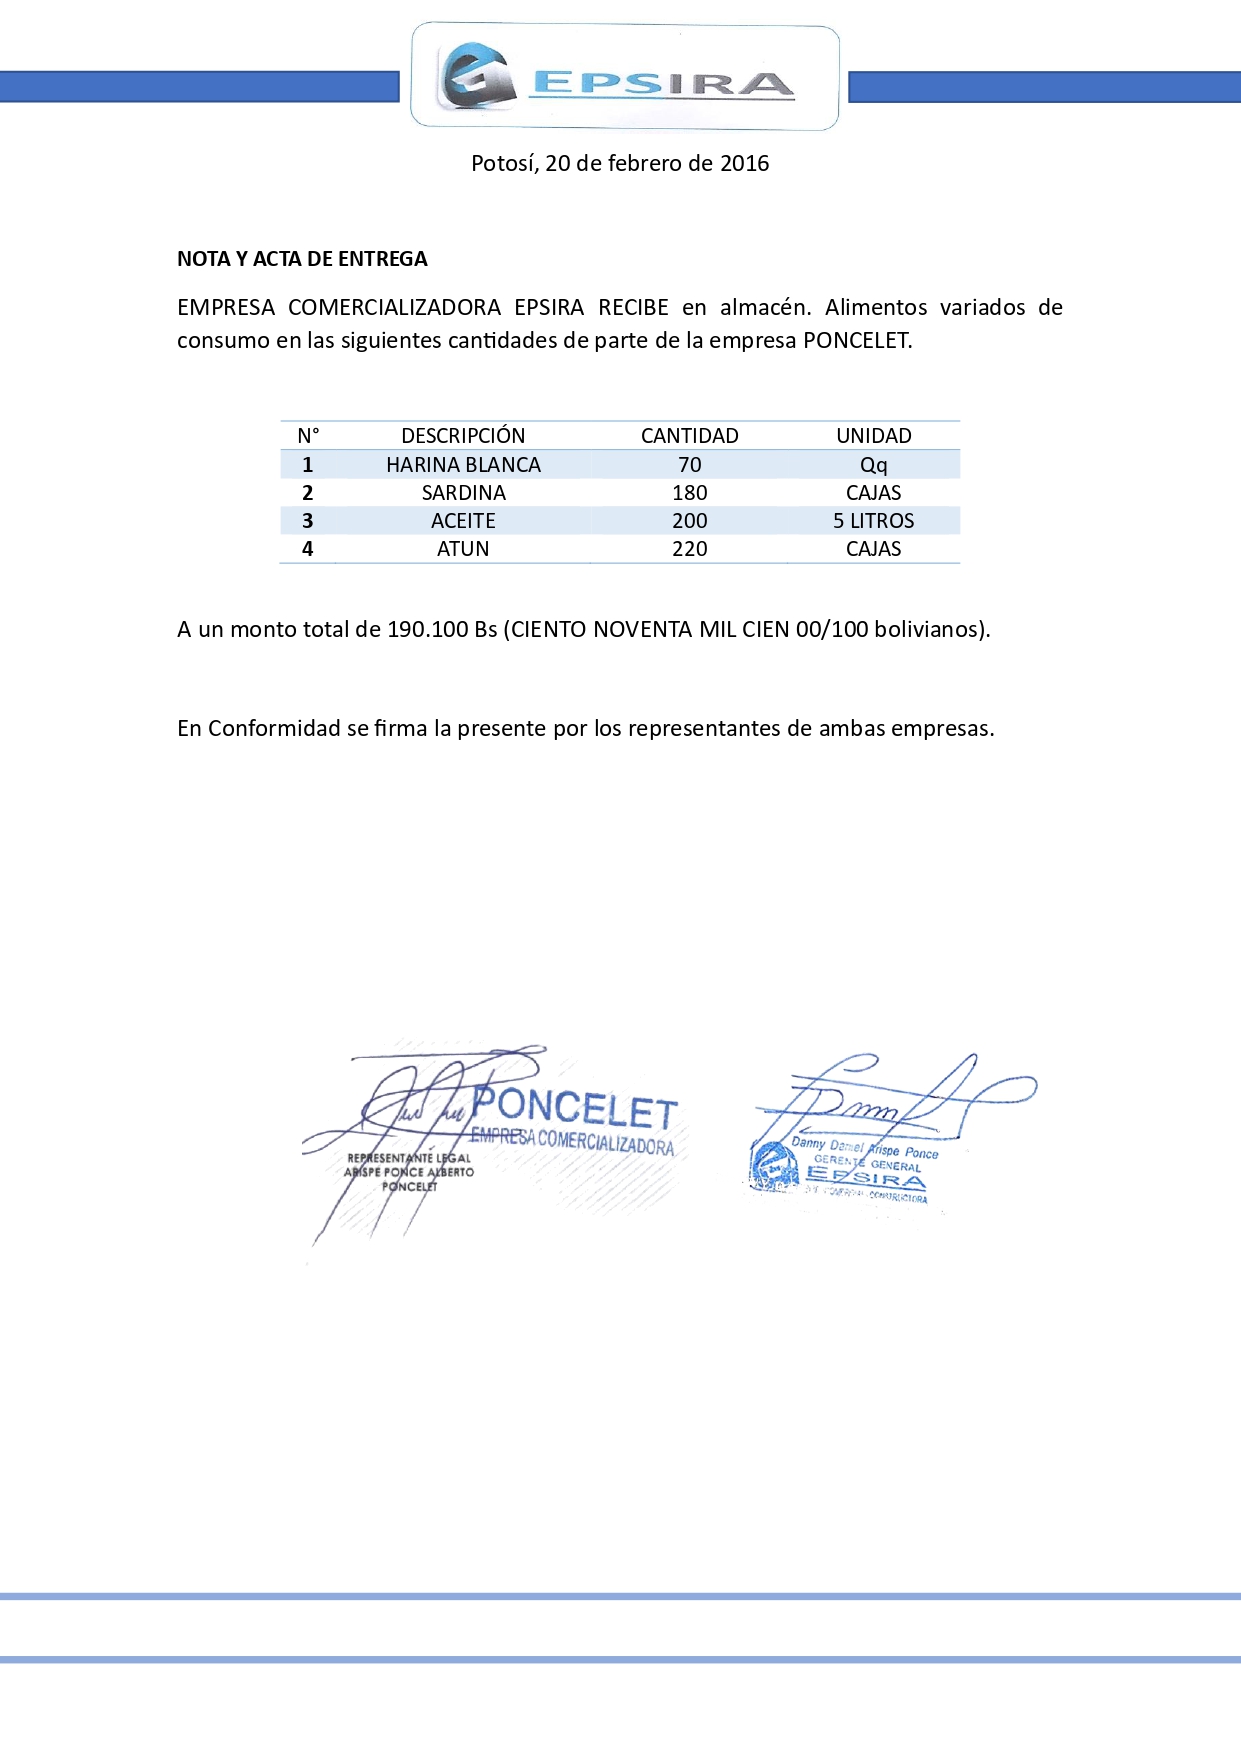 EPSIRA
Potosí, 20 de febrero de 2016
NOTA Y ACTA DE ENTREGA
EMPRESA COMERCIALIZADORA EPSIRA RECIBE en almacén. Alimentos variados de
consumo en las siguientes cantidades de parte de la empresa PONCELET.
N° DESCRIPCIÓN CANTIDAD UNIDAD
1 HARINA BLANCA 70 Qq
2 SARDINA 180 CAJAS
3 ACEITE 200 5 LITROS
4 ATUN 220 CAJAS
A un monto total de 190.100 Bs (CIENTO NOVENTA MIL CIEN 00/100 bolivianos).
En Conformidad se firma la presente por los representantes de ambas empresas.
PONCELET
EMPRESA COMERCIALIZADORA
REPRESENTANTE LEGAL
ARISPE PONCE ALBERTO
PONCELET
Danny Daniel Arispe Ponce
GERENTE GENERAL
EPSIRA
CONSTRUCTORA